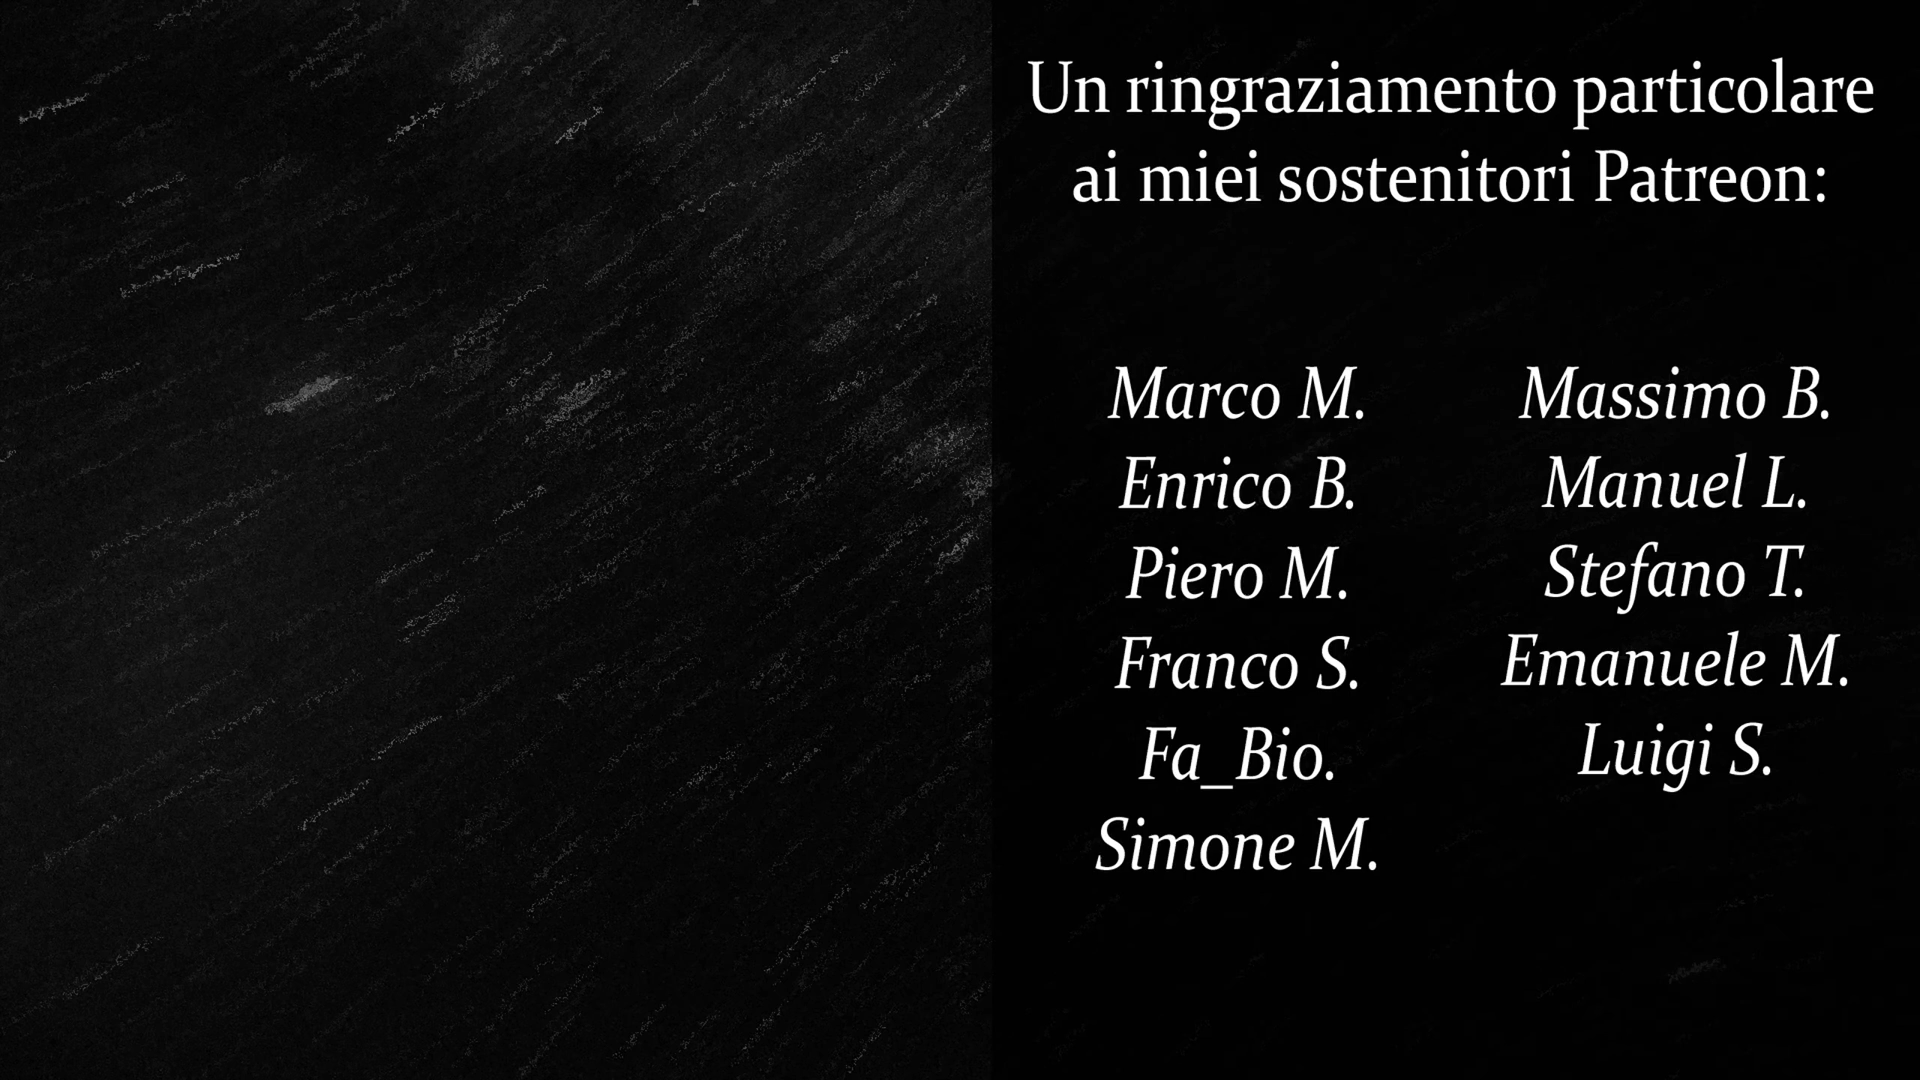 Un ringraziamento particolare
ai miei sostenitori Patreon:
Marco M.
Enrico B.
Piero M.
Franco S.
Fa_Bio.
Simone M.
Massimo B.
Manuel L.
Stefano T.
Emanuele M.
Luigi S.